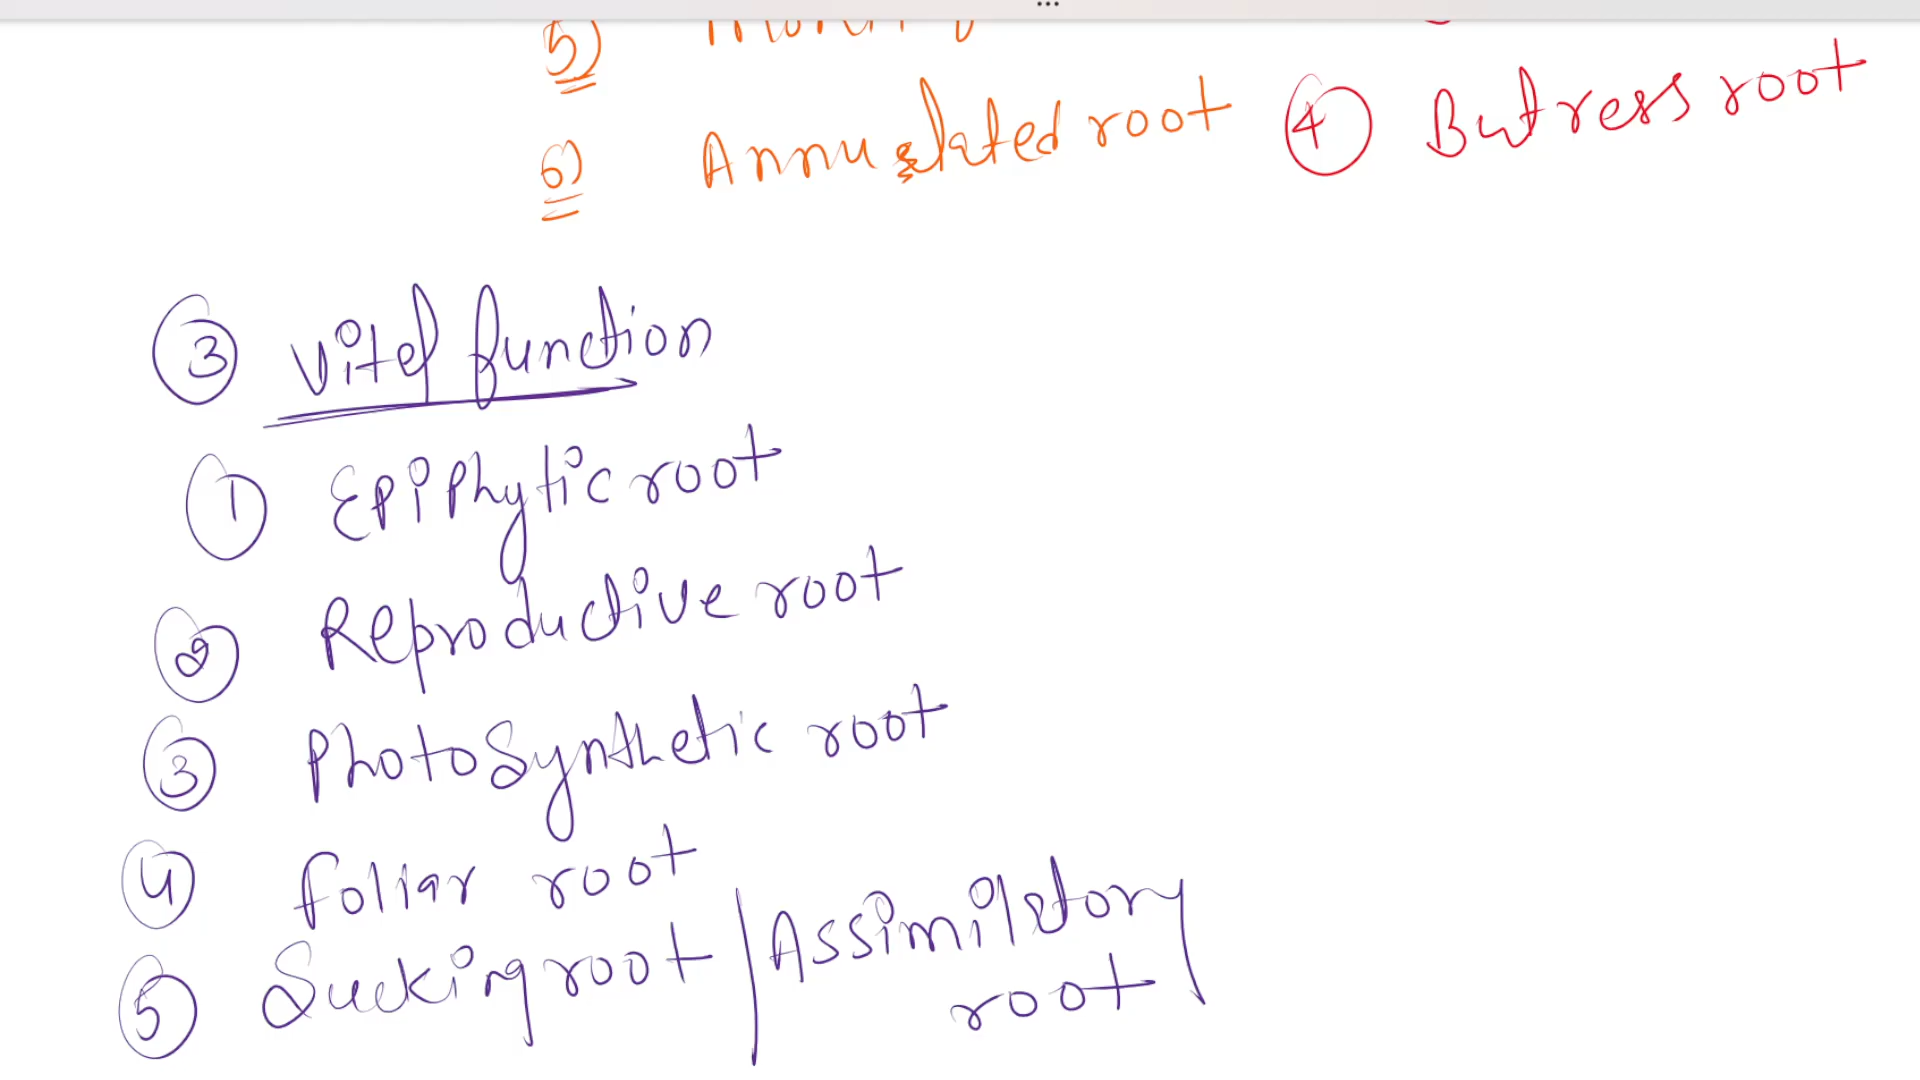 5)
6) Annulated root ④ Butress root
③ Vital function
① Epiphytic root
② Reproductive root
③ Photosynthetic root
④ foliar root
⑤ Sucking root / Assimilatory
root